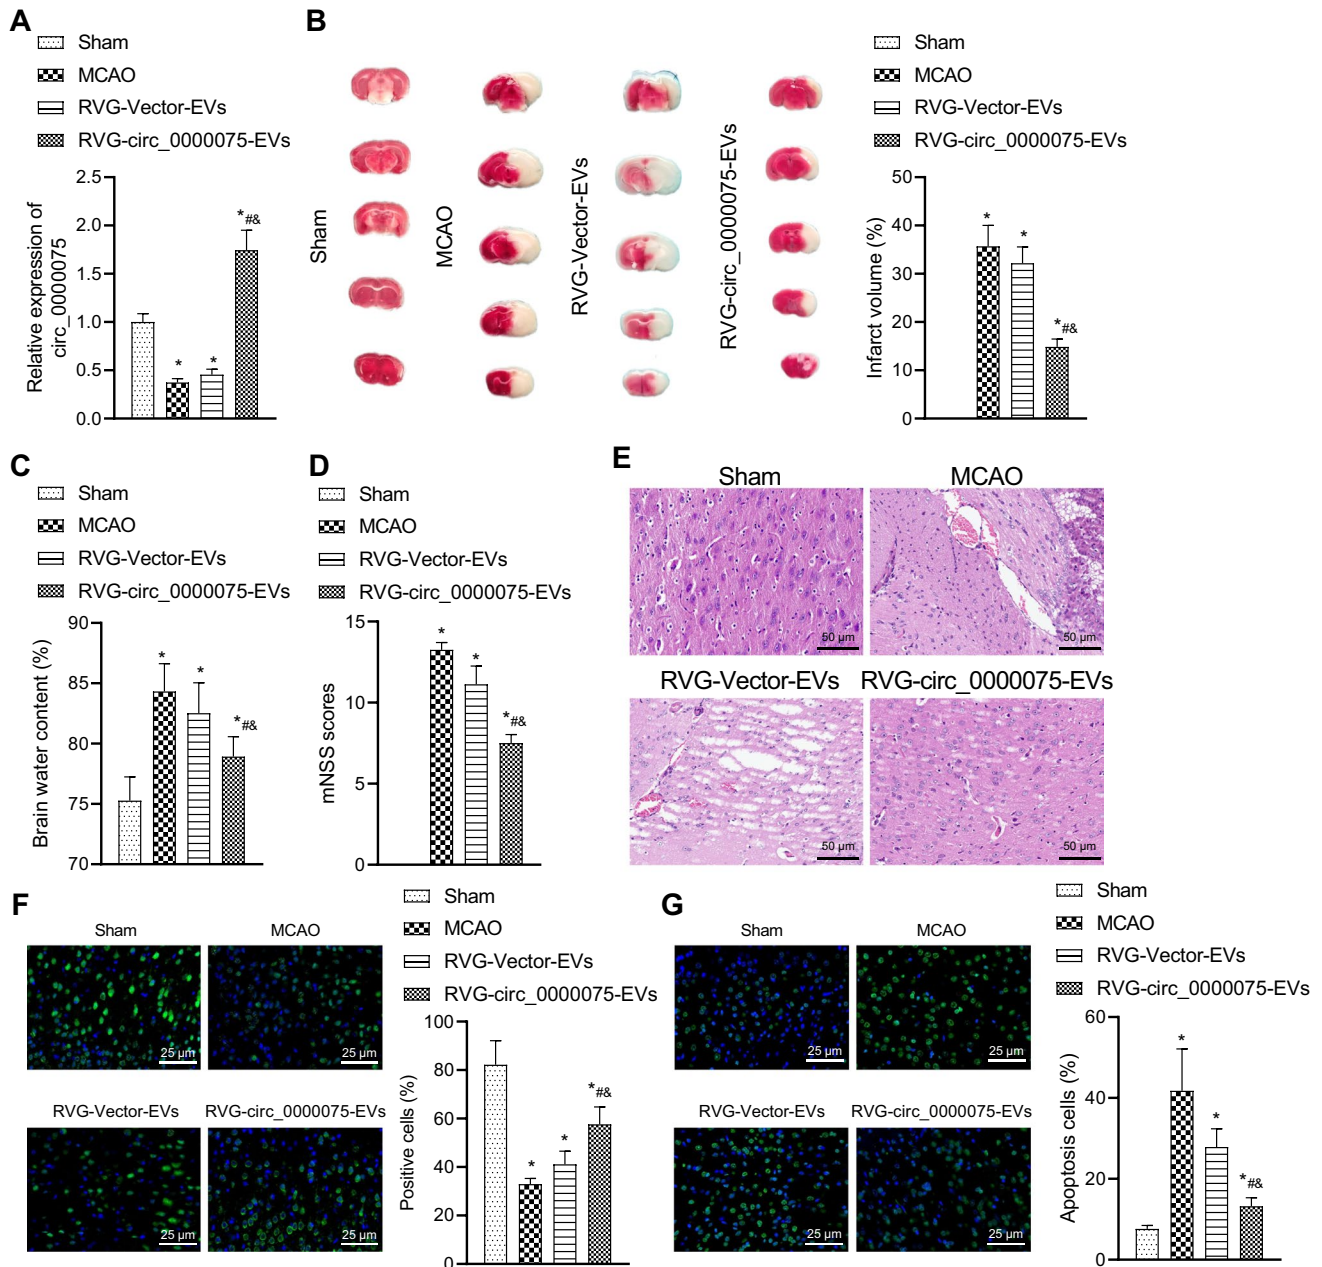 A
Sham
MCAO
RVG-Vector-EVs
RVG-circ_0000075-EVs
Relative expression of
circ_0000075
2.5
2.0
1.5
1.0
0.5
0.0
*
*
*#&
B
Sham
MCAO
RVG-Vector-EVs
RVG-circ_0000075-EVs
Sham
MCAO
RVG-Vector-EVs
RVG-circ_0000075-EVs
Infarct volume (%)
50
40
30
20
10
0
*
*
*#&
C
Sham
MCAO
RVG-Vector-EVs
RVG-circ_0000075-EVs
Brain water content (%)
90
85
80
75
70
*
*
*#&
D
Sham
MCAO
RVG-Vector-EVs
RVG-circ_0000075-EVs
mNSS scores
15
10
5
0
*
*
*#&
E
Sham
MCAO
50 µm
50 µm
RVG-Vector-EVs
RVG-circ_0000075-EVs
50 µm
50 µm
F
Sham
MCAO
25 µm
25 µm
RVG-Vector-EVs
RVG-circ_0000075-EVs
25 µm
25 µm
Sham
MCAO
RVG-Vector-EVs
RVG-circ_0000075-EVs
Positive cells (%)
100
80
60
40
20
0
*
*
*#&
G
Sham
MCAO
25 µm
25 µm
RVG-Vector-EVs
RVG-circ_0000075-EVs
25 µm
25 µm
Sham
MCAO
RVG-Vector-EVs
RVG-circ_0000075-EVs
Apoptosis cells (%)
60
40
20
0
*
*
*#&